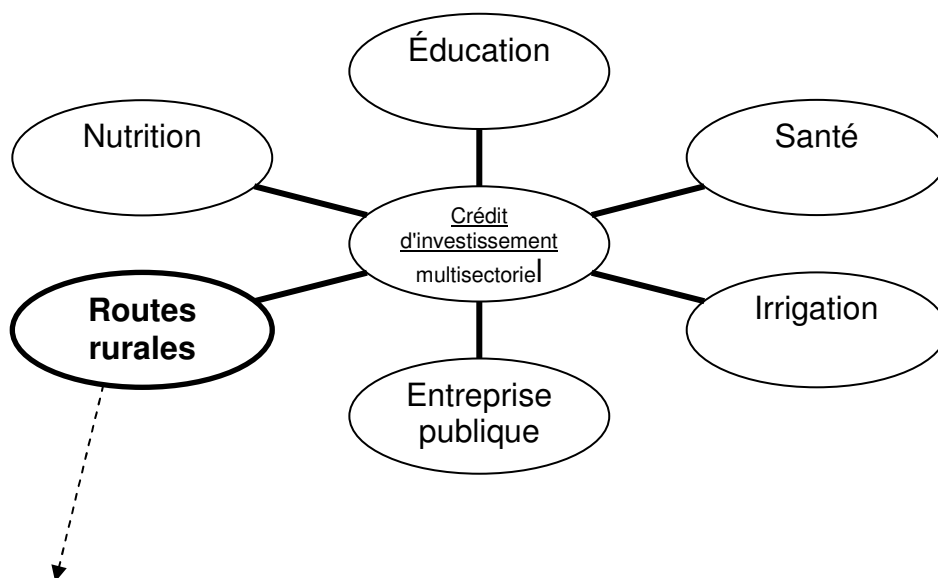 Éducation
Nutrition
Santé
Crédit
d'investissement
multisectoriel
Routes
rurales
Irrigation
Entreprise
publique